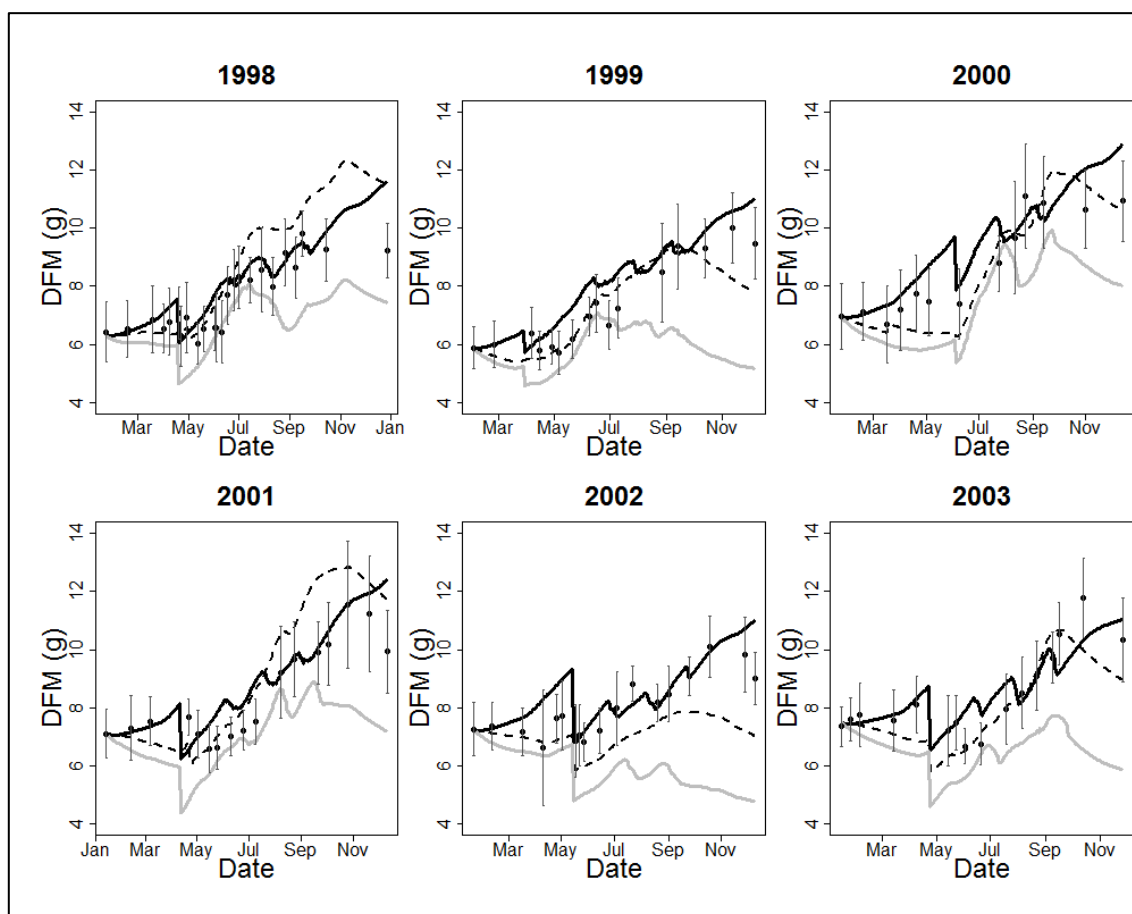 1998
1999
2000
DFM (g)
4 6 8 10 12 14
Mar May Jul Sep Nov Jan
Date
DFM (g)
4 6 8 10 12 14
Mar May Jul Sep Nov
Date
DFM (g)
4 6 8 10 12 14
Mar May Jul Sep Nov
Date
2001
2002
2003
DFM (g)
4 6 8 10 12 14
Jan Mar May Jul Sep Nov
Date
DFM (g)
4 6 8 10 12 14
Mar May Jul Sep Nov
Date
DFM (g)
4 6 8 10 12 14
Mar May Jul Sep Nov
Date